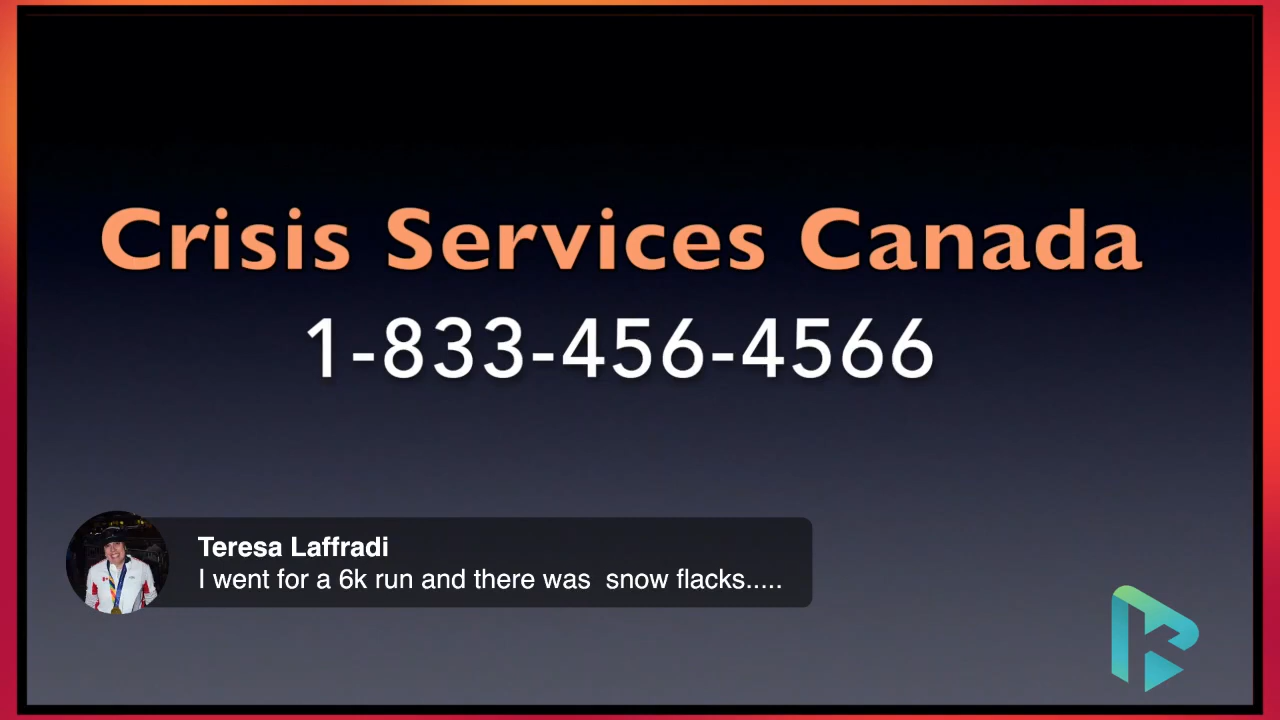 Crisis Services Canada
1-833-456-4566
Teresa Laffradi
I went for a 6k run and there was  snow flacks.....